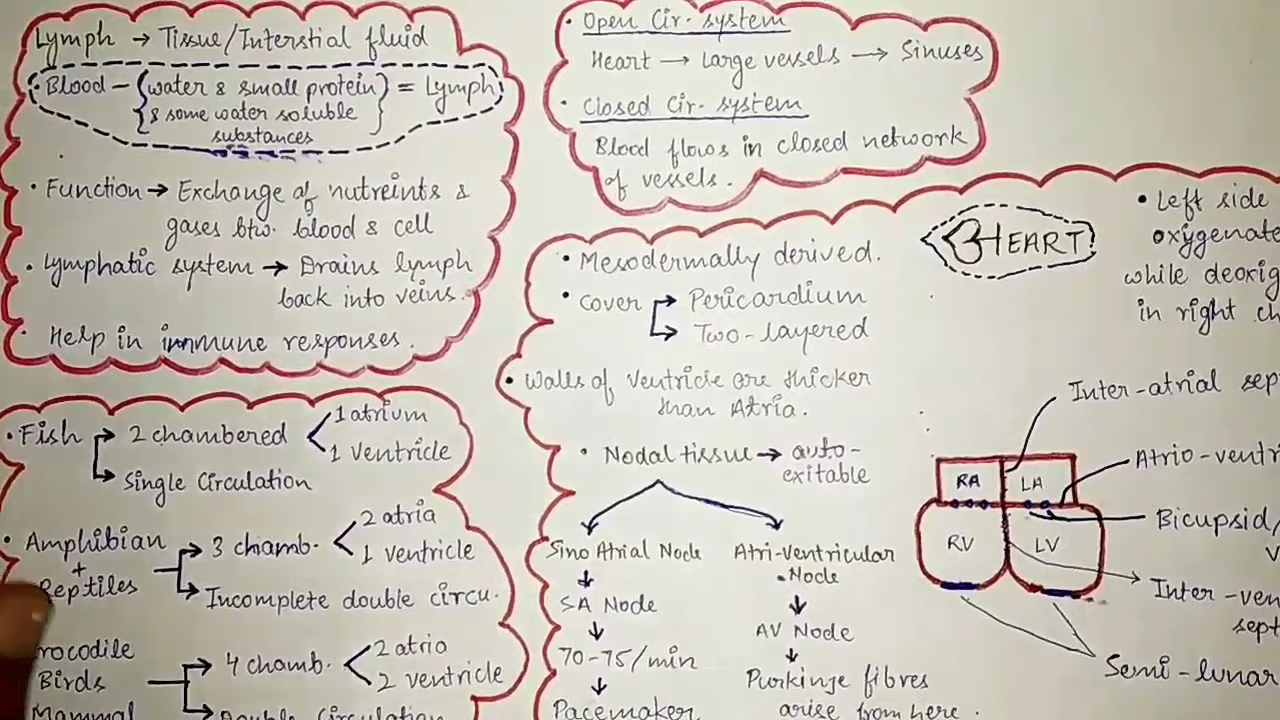 Lymph → Tissue/Interstial fluid
• Blood – {water & small protein} = Lymph
& some water soluble
substances
• Function → Exchange of nutreints &
gases btw. blood & cell
• Lymphatic system → Drains lymph
back into veins.
• Help in immune responses.
• Fish → 2 chambered < 1 atrium
1 ventricle
→ Single Circulation
• Amphibian
+
Reptiles
→ 3 chamb. < 2 atria
1 ventricle
→ Incomplete double circu.
rocodile
Birds
Mammal
→ 4 chamb. < 2 atria
2 ventricle
→ Double Circulation
• Open Cir. system
Heart → Large vessels → Sinuses
• Closed Cir. system
Blood flows in closed network
of vessels.
• Mesodermally derived.
• Cover → Pericardium
→ Two-layered
• Walls of Ventricle are thicker
than Atria.
• Nodal tissue → auto-
exitable
Sino Atrial Node
↓
SA Node
↓
70-75/min
↓
Pacemaker
Atri-ventricular
Node
↓
AV Node
↓
Purkinje fibres
arise from here.
HEART
• Left side
oxygenate
while deoxig
in right ch
Inter-atrial sep
Atrio-ventri
Bicupsid/
V
Inter-ven
sept
Semi-lunar
RA
LA
RV
LV